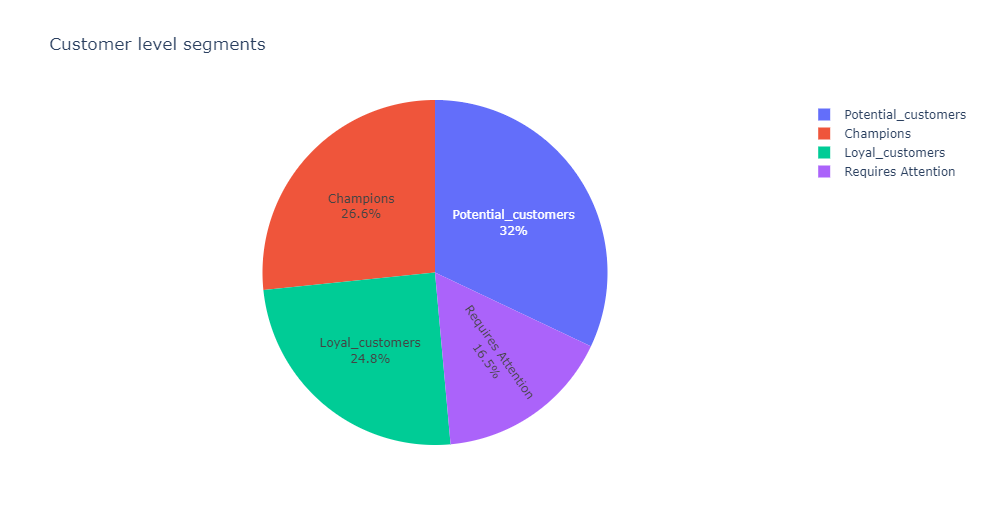 Customer level segments
Potential_customers
Champions
Loyal_customers
Requires Attention
Champions
26.6%
Potential_customers
32%
Loyal_customers
24.8%
Requires Attention
16.5%